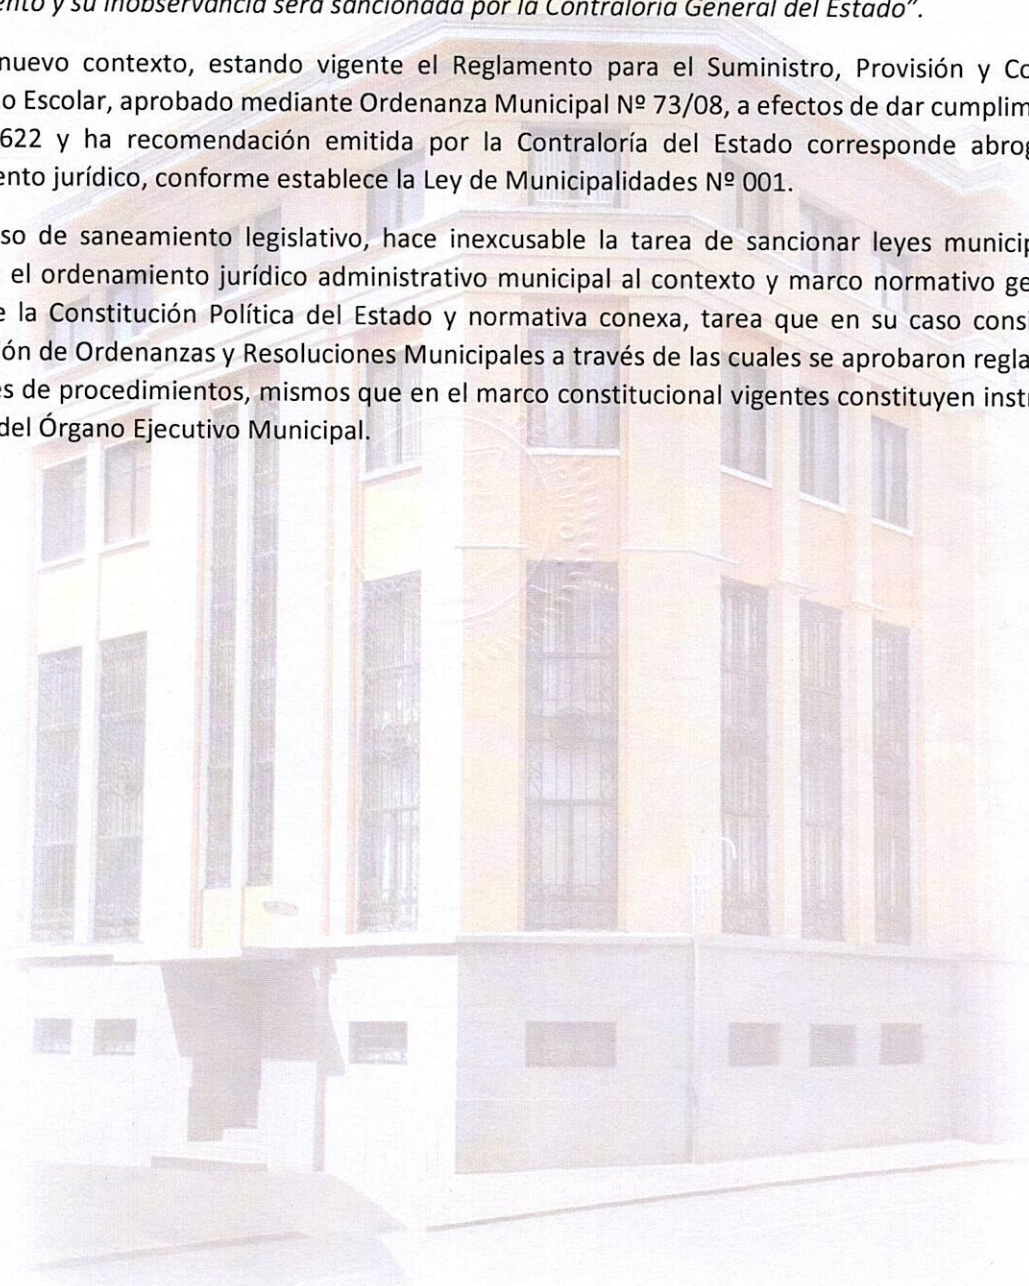 ento y su inobservancia será sancionada por la Contraloría General del Estado".
nuevo contexto, estando vigente el Reglamento para el Suministro, Provisión y Co
o Escolar, aprobado mediante Ordenanza Municipal Nº 73/08, a efectos de dar cumplim
622 y ha recomendación emitida por la Contraloría del Estado corresponde abrog
ento jurídico, conforme establece la Ley de Municipalidades Nº 001.
so de saneamiento legislativo, hace inexcusable la tarea de sancionar leyes municip
el ordenamiento jurídico administrativo municipal al contexto y marco normativo ge
e la Constitución Política del Estado y normativa conexa, tarea que en su caso consi
ón de Ordenanzas y Resoluciones Municipales a través de las cuales se aprobaron regla
es de procedimientos, mismos que en el marco constitucional vigentes constituyen instr
del Órgano Ejecutivo Municipal.